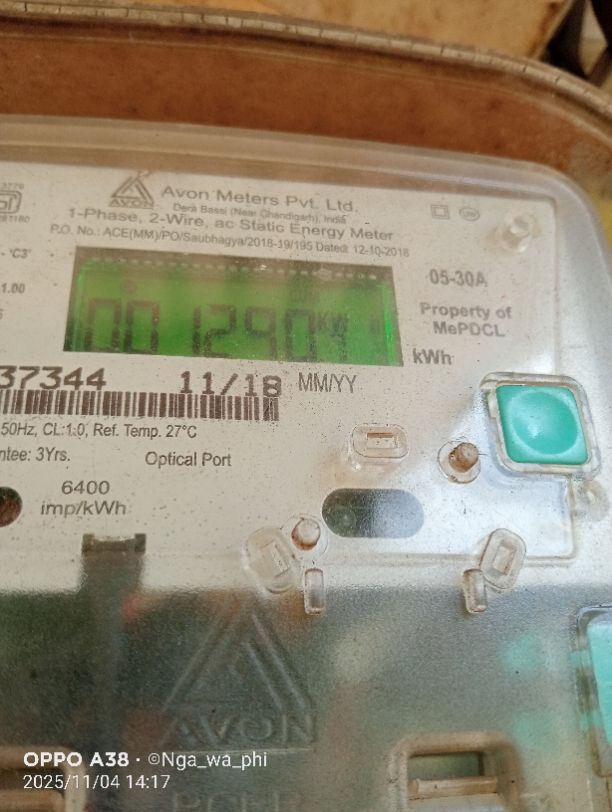 AVON
Avon Meters Pvt. Ltd.
Dera Bassi (Near Chandigarh), India
1-Phase, 2-Wire, ac Static Energy Meter
P.O. No.: ACE(MM)/PO/Saubhagya/2018-19/195 Dated: 12-10-2018
'C3'
05-30A
1.00
Property of
MePDCL
kWh
37344 11/18 MM/YY
50Hz, CL:1.0, Ref. Temp. 27°C
3Yrs. Optical Port
6400
imp/kWh
AVON
OPPO A38 · ©Nga_wa_phi
2025/11/04 14:17